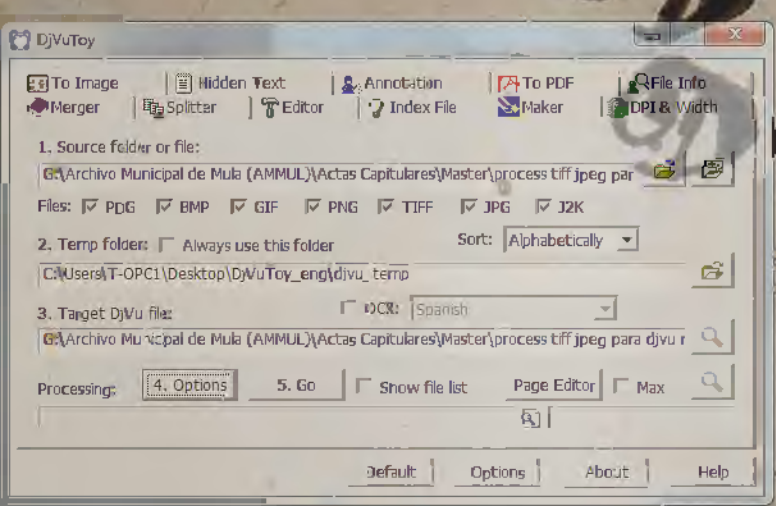 DjVuToy
To Image Hidden Text Annotation To PDF File Info
Merger Splitter Editor Index File Maker DPI & Width
1. Source folder or file:
G:\Archivo Municipal de Mula (AMMUL)\Actas Capitulares\Master\process tiff jpeg par
Files: PDG BMP GIF PNG TIFF JPG J2K
2. Temp folder: Always use this folder Sort: Alphabetically
C:\Users\T-OPC1\Desktop\DjVuToy_eng\djvu_temp
3. Target DjVu file: OCR: Spanish
G:\Archivo Municipal de Mula (AMMUL)\Actas Capitulares\Master\process tiff jpeg para djvu r
Processing: 4. Options 5. Go Show file list Page Editor Max
Default Options About Help